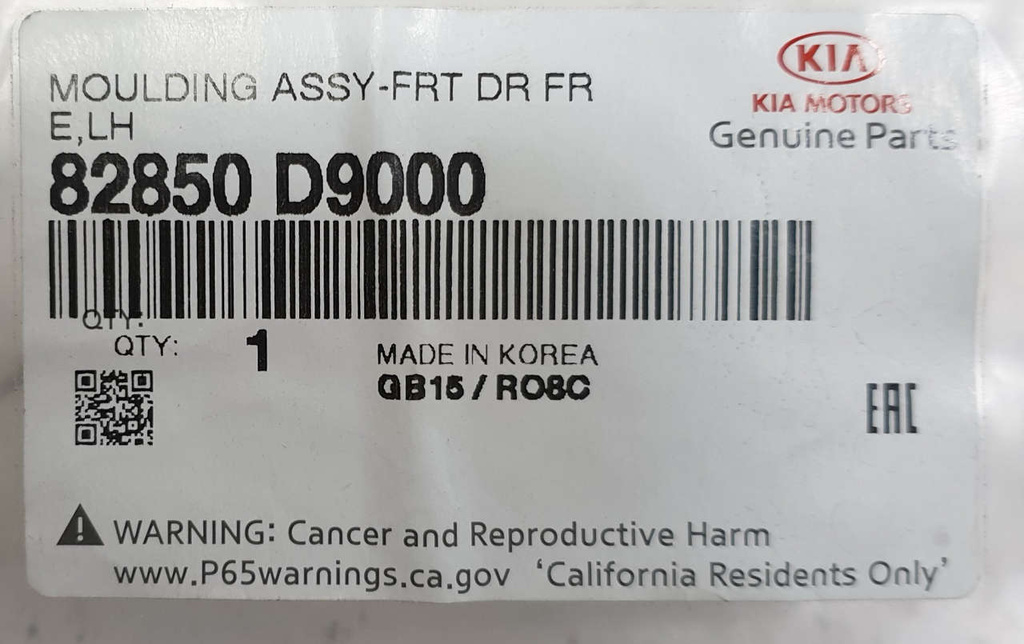 MOULDING ASSY-FRT DR FR
E,LH
82850 D9000
KIA
KIA MOTORS
Genuine Parts
QTY:
QTY: 1
MADE IN KOREA
GB15 / RO8C
EAC
WARNING: Cancer and Reproductive Harm
www.P65warnings.ca.gov 'California Residents Only'